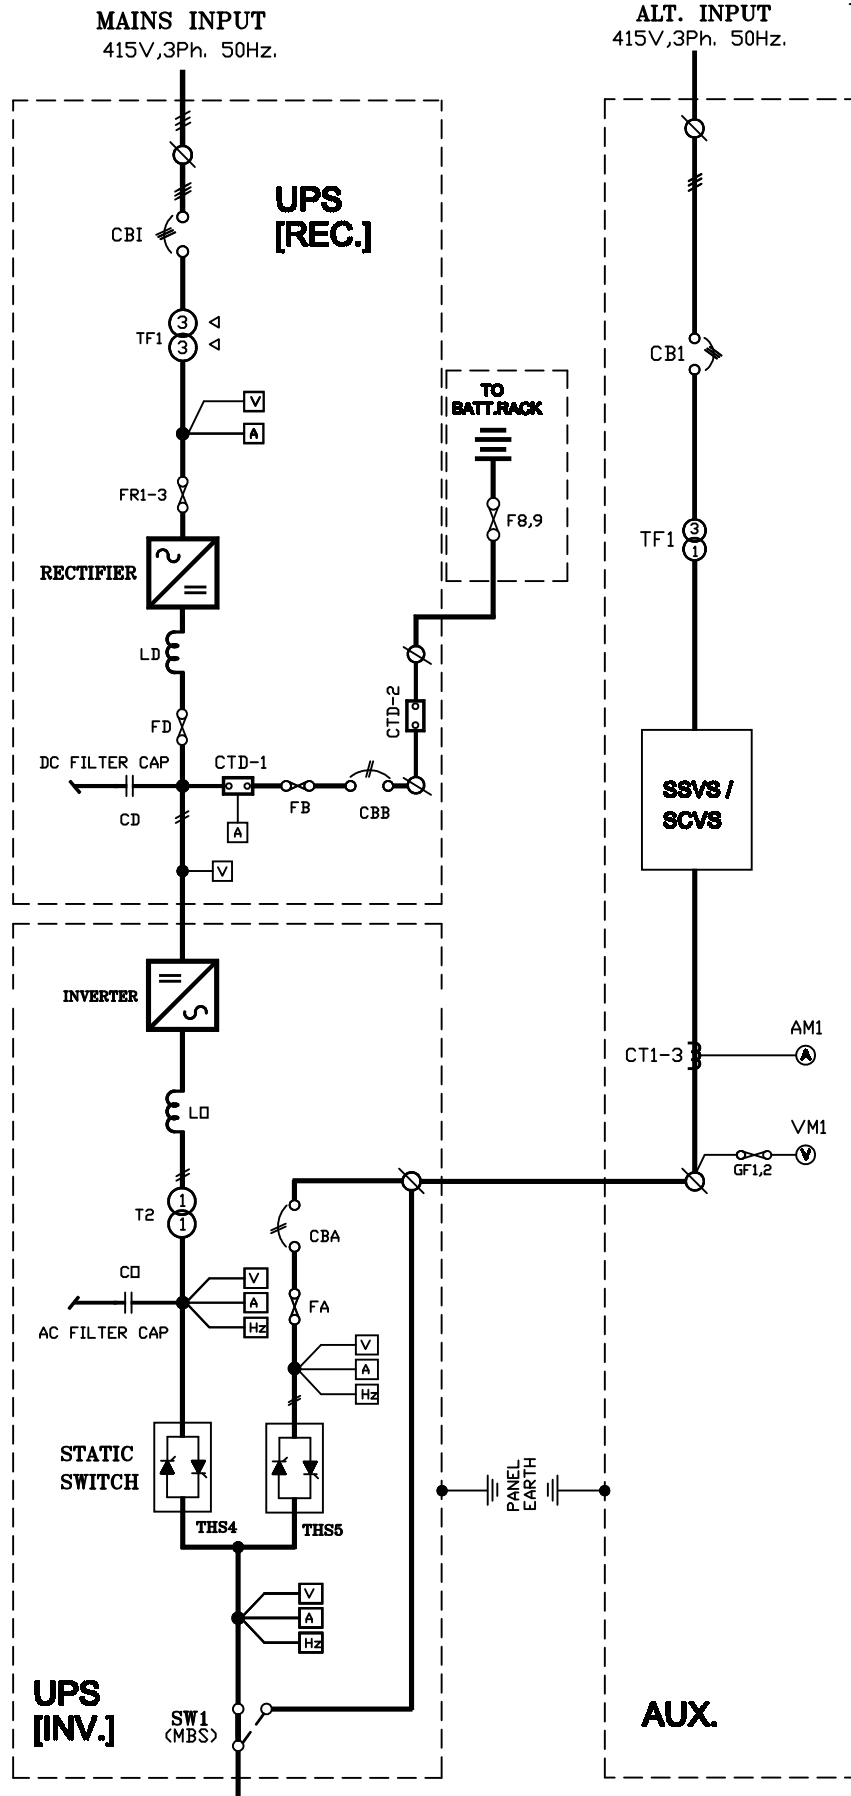 MAINS INPUT
415V,3Ph. 50Hz.
ALT. INPUT
415V,3Ph. 50Hz.
UPS
[REC.]
CBI
TF1
3
3
V
A
FR1-3
RECTIFIER
LD
FD
DC FILTER CAP
CD
CTD-1
A
FB
CBB
CTD-2
V
TO
BATT.RACK
F8,9
CB1
TF1
3
1
SSVS /
SCVS
CT1-3
AM1
A
VM1
V
GF1,2
INVERTER
LO
T2
1
1
CO
AC FILTER CAP
V
A
Hz
CBA
FA
V
A
Hz
STATIC
SWITCH
THS4
THS5
PANEL
EARTH
V
A
Hz
UPS
[INV.]
SW1
(MBS)
AUX.